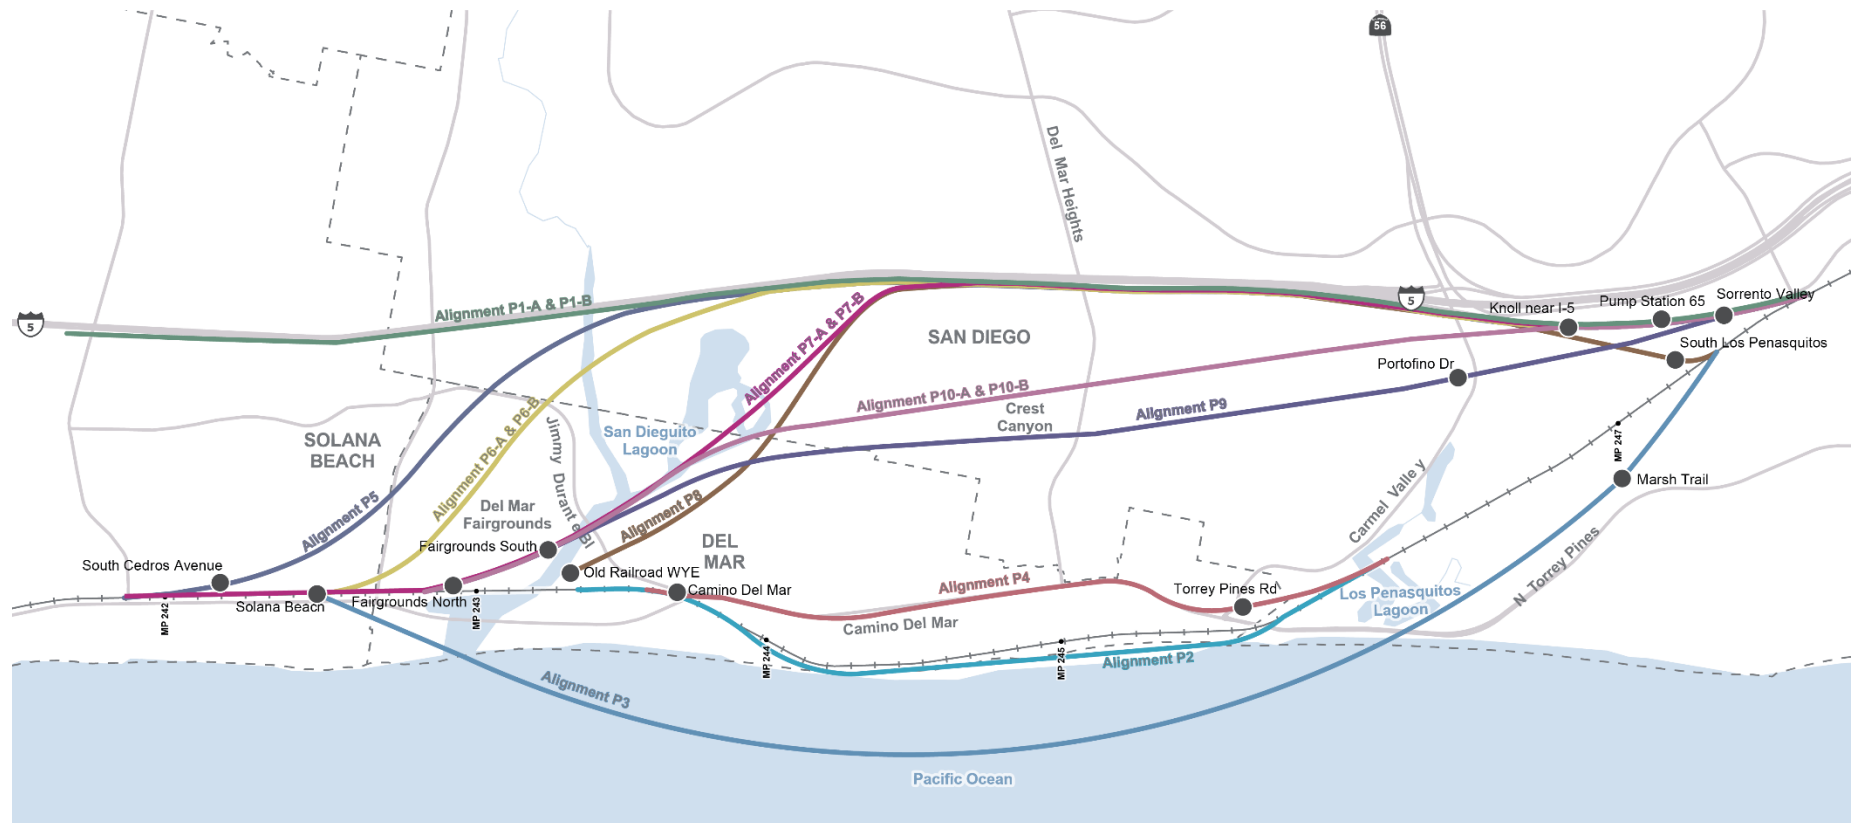 56
Del Mar Heights
Alignment P1-A & P1-B
5
5
Knoll near I-5
Pump Station 65
Sorrento Valley
Alignment P7-A & P7-B
SAN DIEGO
South Los Penasquitos
Portofino Dr
Alignment P10-A & P10-B
Crest
Canyon
Alignment P9
Alignment P6-A & P6-B
SOLANA
BEACH
San Dieguito
Lagoon
Jimmy Durante Bl
MP 247
Marsh Trail
Carmel Valley
Alignment P5
Alignment P8
Del Mar
Fairgrounds
Fairgrounds South
DEL
MAR
South Cedros Avenue
Old Railroad WYE
Camino Del Mar
Alignment P4
Torrey Pines Rd
N Torrey Pines
Los Penasquitos
Lagoon
Solana Beach
Fairgrounds North
MP 242
MP 243
Camino Del Mar
MP 244
MP 245
Alignment P2
Alignment P3
Pacific Ocean